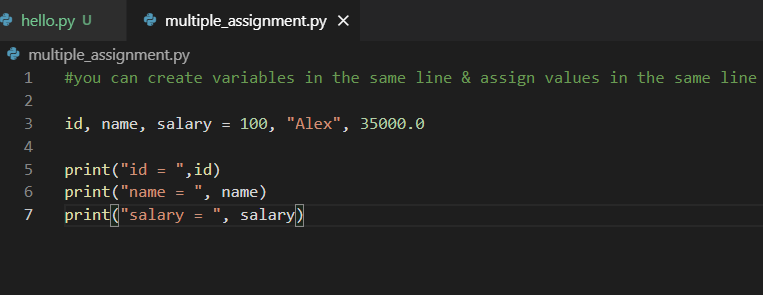 hello.py U multiple_assignment.py ×
multiple_assignment.py
1 #you can create variables in the same line & assign values in the same line
2
3 id, name, salary = 100, "Alex", 35000.0
4
5 print("id = ",id)
6 print("name = ", name)
7 print("salary = ", salary)